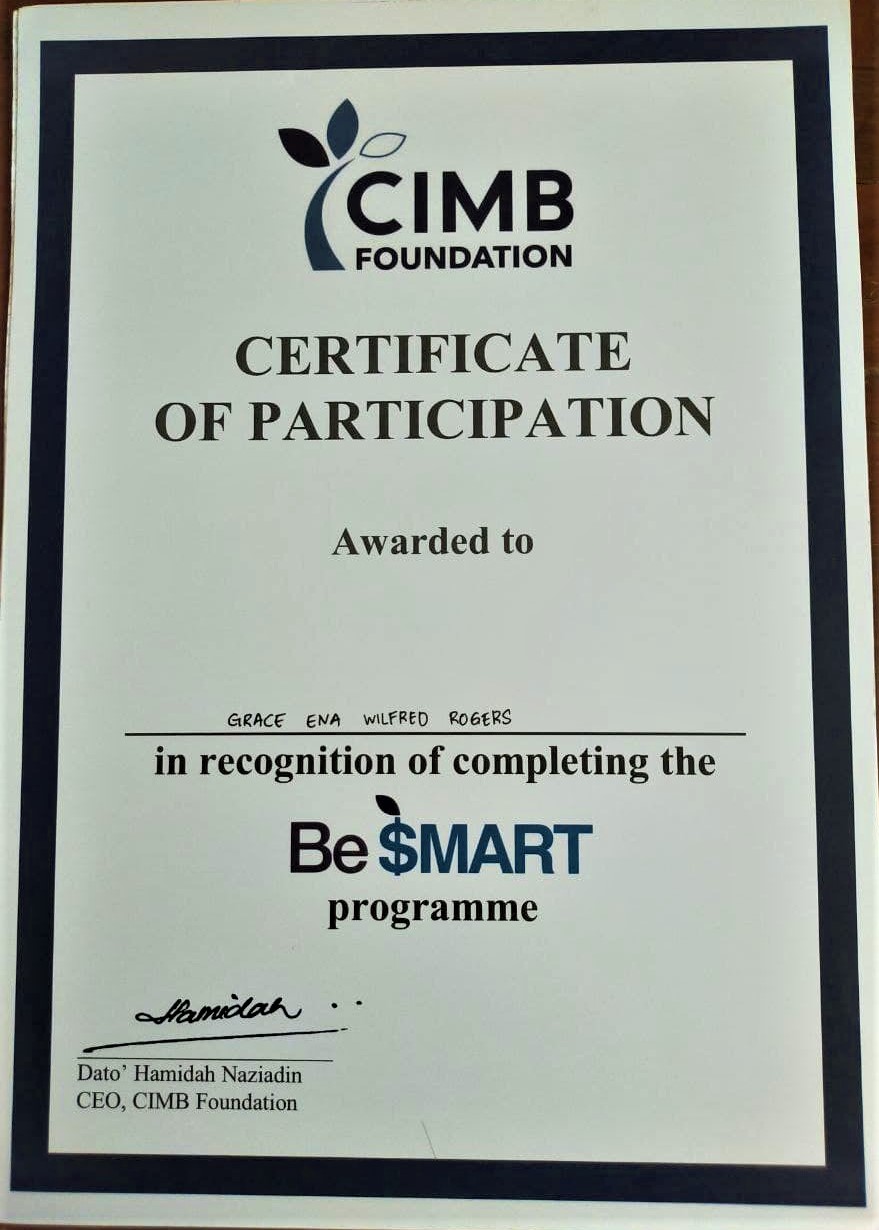 CIMB
FOUNDATION
CERTIFICATE
OF PARTICIPATION
Awarded to
GRACE ENA WILFRED ROGERS
in recognition of completing the
Be $MART
programme
Hamidah
Dato' Hamidah Naziadin
CEO, CIMB Foundation